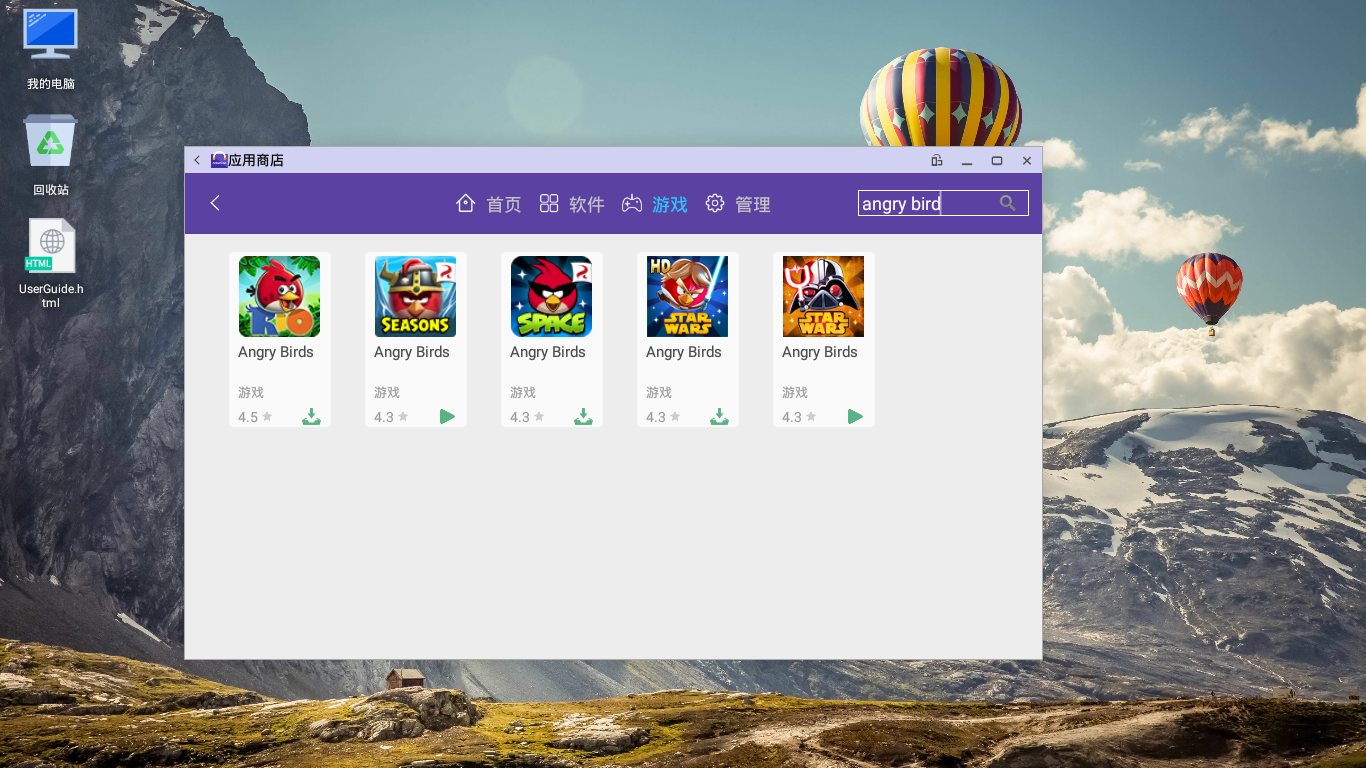 我的电脑
回收站
HTML
UserGuide.h
tml
应用商店
首页 软件 游戏 管理
angry bird
RIO
SEASONS
SPACE
HD
STAR
WARS
STAR
WARS
Angry Birds Angry Birds Angry Birds Angry Birds Angry Birds
游戏 游戏 游戏 游戏 游戏
4.5 4.3 4.3 4.3 4.3